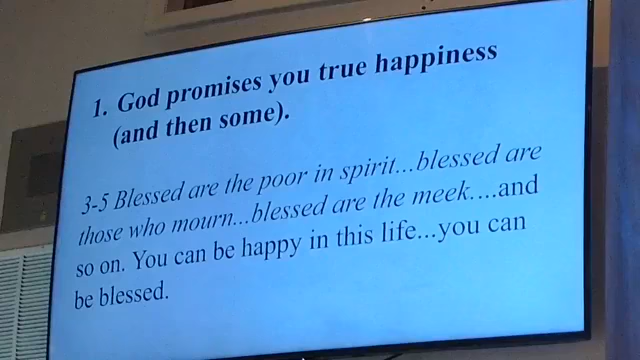 1. God promises you true happiness
(and then some).
3-5 Blessed are the poor in spirit...blessed are
those who mourn...blessed are the meek....and
so on. You can be happy in this life...you can
be blessed.